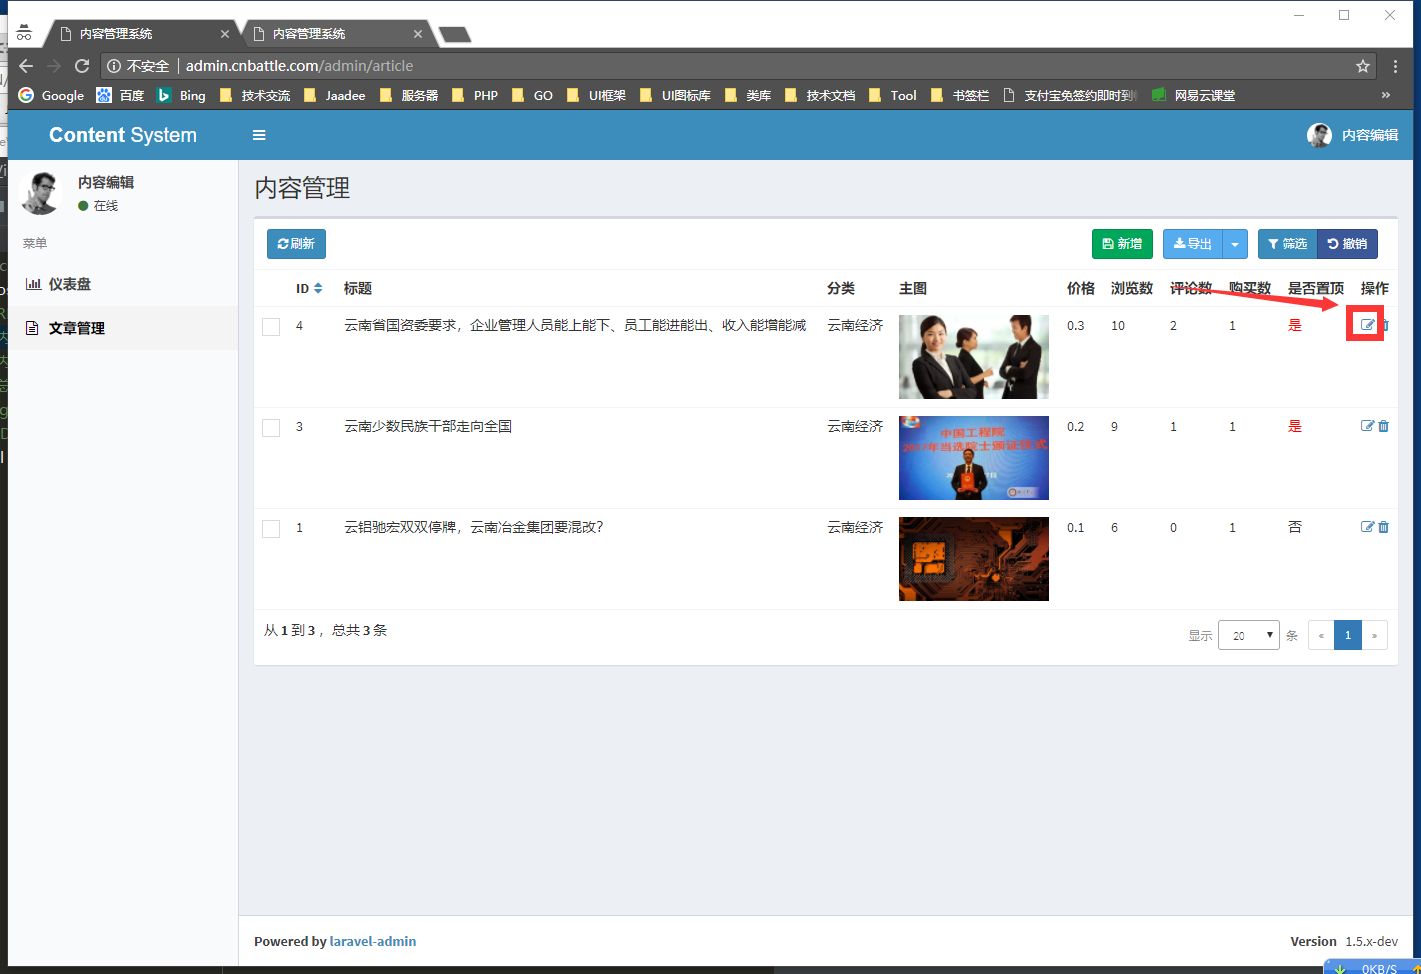 内容管理系统
内容管理系统
不安全 admin.cnbattle.com/admin/article
Google 百度 Bing 技术交流 Jaadee 服务器 PHP GO UI框架 UI图标库 类库 技术文档 Tool 书签栏 支付宝免签约即时到 网易云课堂 »
Content System 内容编辑
内容编辑
在线
菜单
仪表盘
文章管理
内容管理
刷新 新增 导出 筛选 撤销
ID 标题 分类 主图 价格 浏览数 评论数 购买数 是否置顶 操作
4 云南省国资委要求，企业管理人员能上能下、员工能进能出、收入能增能减 云南经济 0.3 10 2 1 是
3 云南少数民族干部走向全国 云南经济 0.2 9 1 1 是
中国工程院
2017年当选院士颁证仪式
1 云铝驰宏双双停牌，云南冶金集团要混改？ 云南经济 0.1 6 0 1 否
从 1 到 3 ，总共 3 条 显示 20 条 « 1 »
Powered by laravel-admin Version 1.5.x-dev
0KB/S